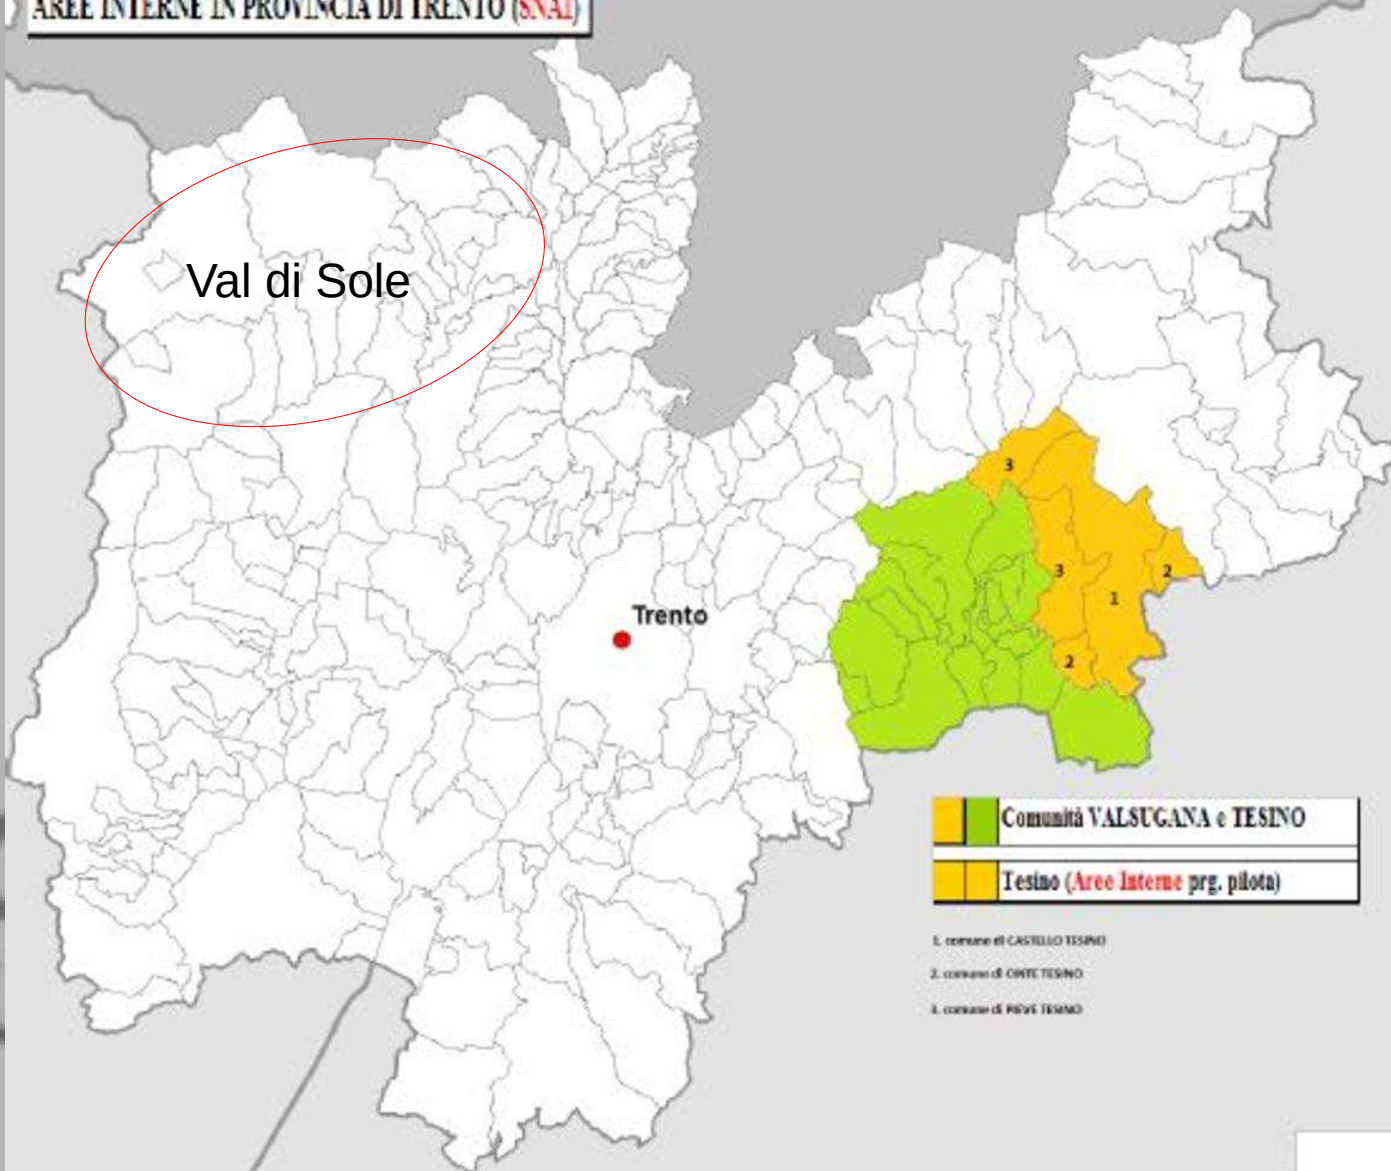 AREE INTERNE IN PROVINCIA DI TRENTO (SNAI)
Val di Sole
3
3
2
1
Trento
2
Comunità VALSUGANA e TESINO
Tesino (Aree Interne prg. pilota)
1. comune di CASTELLO TESINO
2. comune di CINTE TESINO
3. comune di PIEVE TESINO